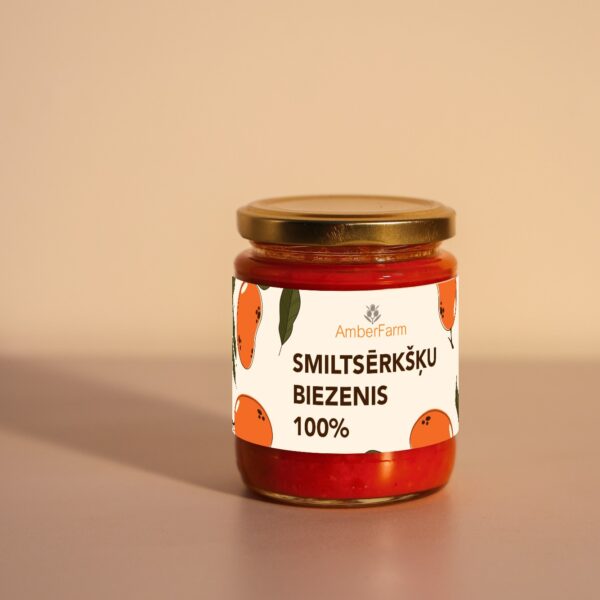 AmberFarm
SMILTSĒRKŠĶU
BIEZENIS
100%